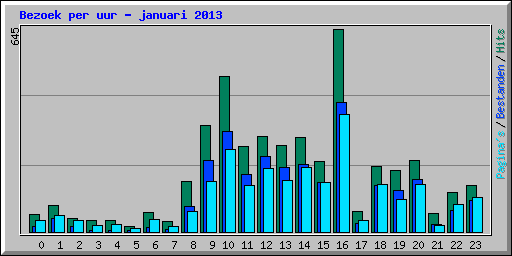 Bezoek per uur - januari 2013
645
Pagina's / Bestanden / Hits
0 1 2 3 4 5 6 7 8 9 10 11 12 13 14 15 16 17 18 19 20 21 22 23